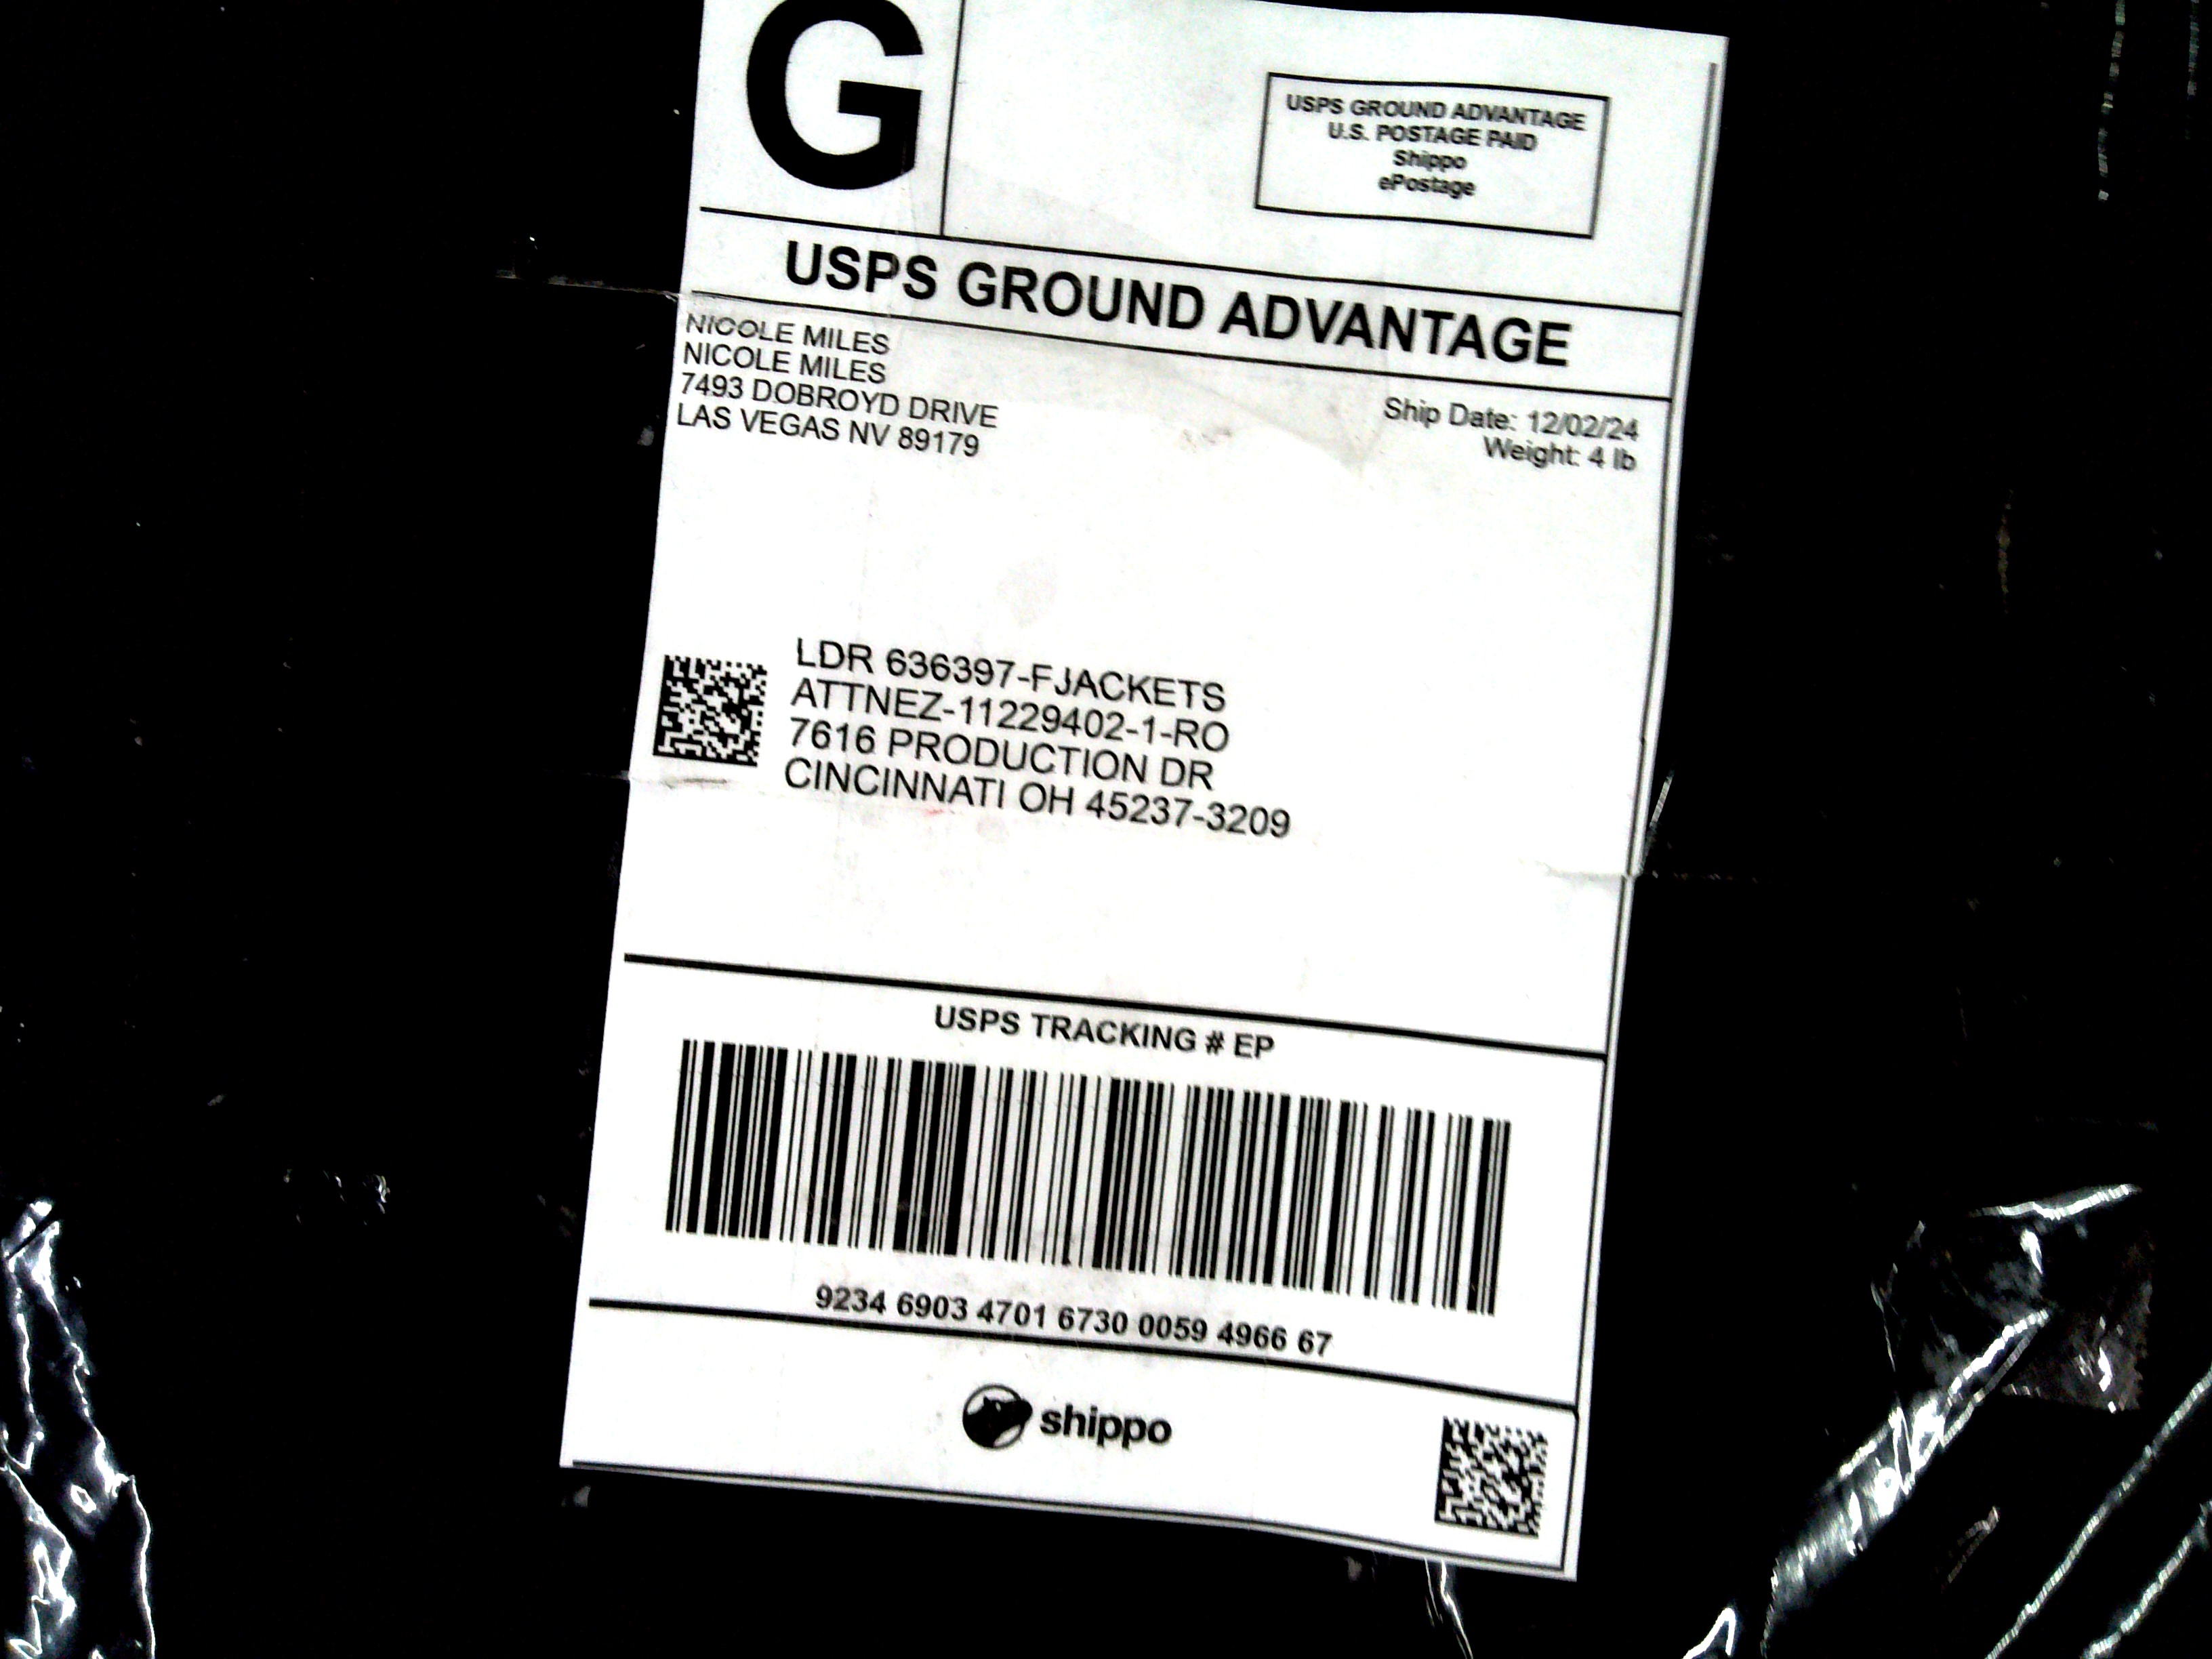 G
USPS GROUND ADVANTAGE
U.S. POSTAGE PAID
Shippo
ePostage
USPS GROUND ADVANTAGE
NICOLE MILES
NICOLE MILES
7493 DOBROYD DRIVE
LAS VEGAS NV 89179
Ship Date: 12/02/24
Weight: 4 lb
LDR 636397-FJACKETS
ATTNEZ-11229402-1-RO
7616 PRODUCTION DR
CINCINNATI OH 45237-3209
USPS TRACKING # EP
9234 6903 4701 6730 0059 4966 67
shippo